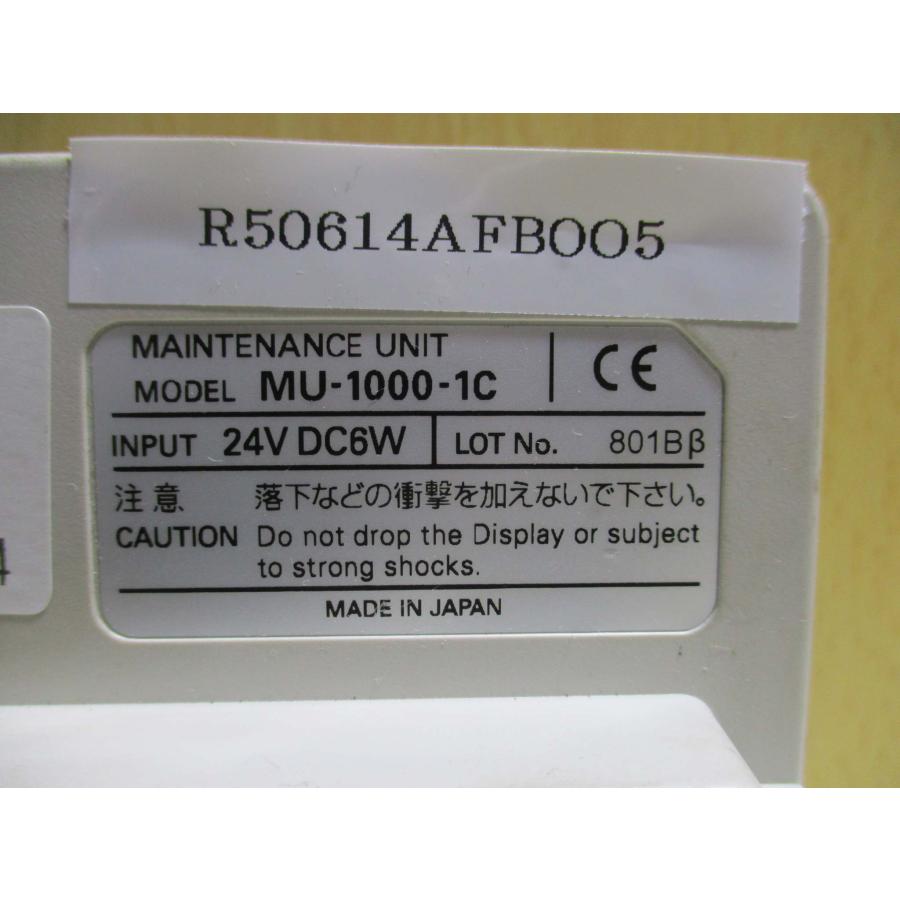 R50614AFBOO5
MAINTENANCE UNIT
MODEL MU-1000-1C
CE
INPUT 24V DC6W
LOT No. 801Bβ
注意 落下などの衝撃を加えないで下さい。
CAUTION Do not drop the Display or subject
to strong shocks.
MADE IN JAPAN